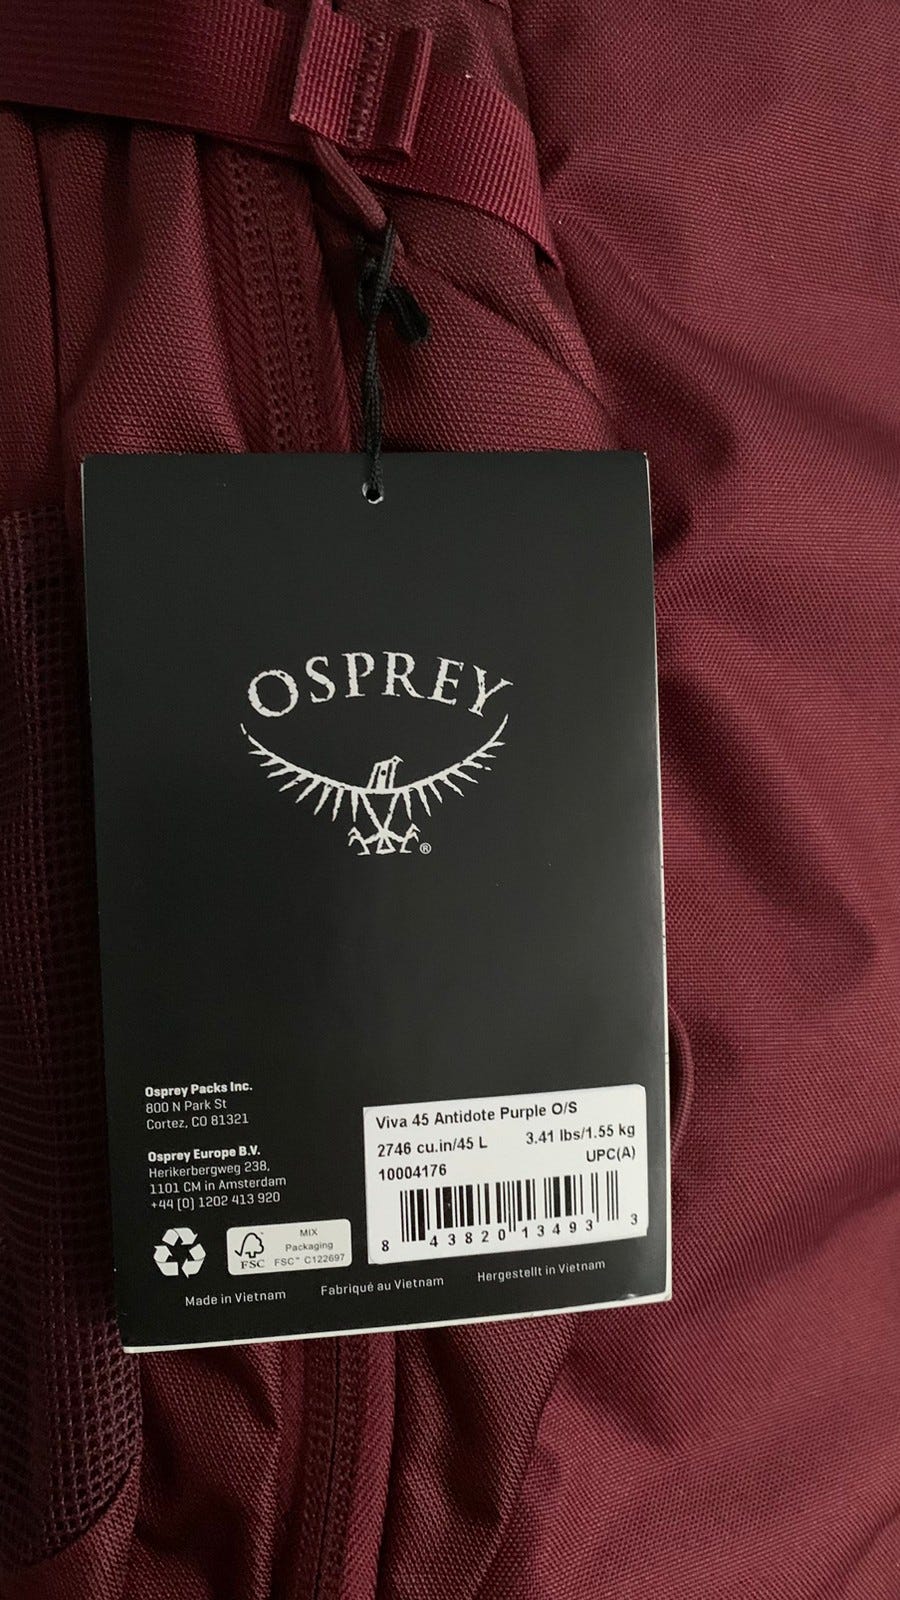 OSPREY
®
Osprey Packs Inc.
800 N Park St
Cortez, CO 81321
Osprey Europe B.V.
Herikerbergweg 238,
1101 CM in Amsterdam
+44 (0) 1202 413 920
Viva 45 Antidote Purple O/S
2746 cu.in/45 L 3.41 lbs/1.55 kg
10004176 UPC(A)
8 43820 13493 3
FSC
MIX
Packaging
FSC™ C122697
Made in Vietnam Fabriqué au Vietnam Hergestellt in Vietnam